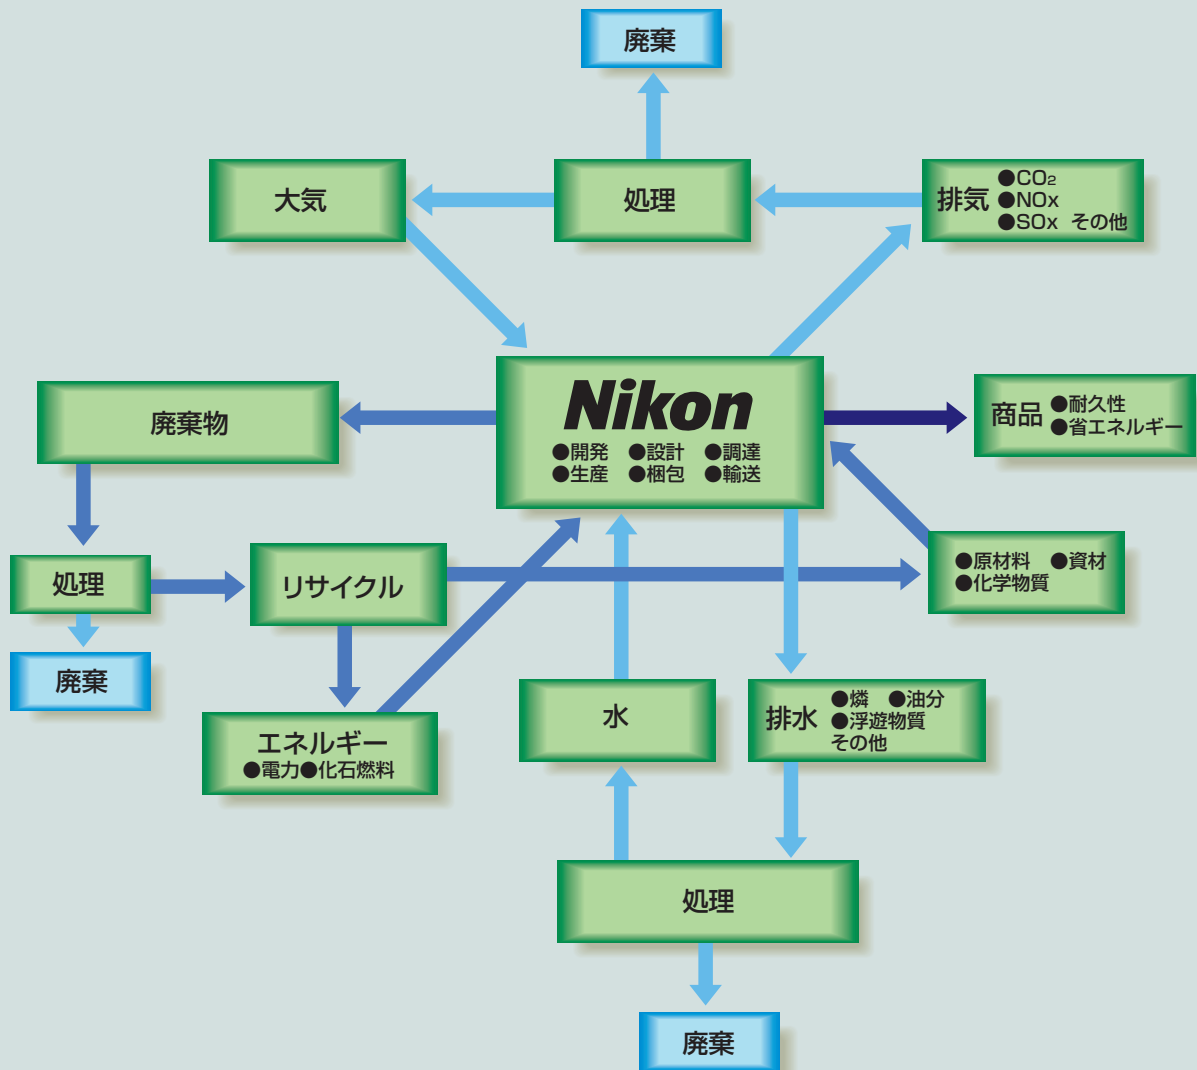 廃棄
大気
処理
排気
●CO₂
●NOx
●SOx その他
Nikon
●開発 ●設計 ●調達
●生産 ●梱包 ●輸送
商品
●耐久性
●省エネルギー
廃棄物
処理
リサイクル
●原材料 ●資材
●化学物質
廃棄
エネルギー
●電力●化石燃料
水
排水
●燐 ●油分
●浮遊物質
その他
処理
廃棄